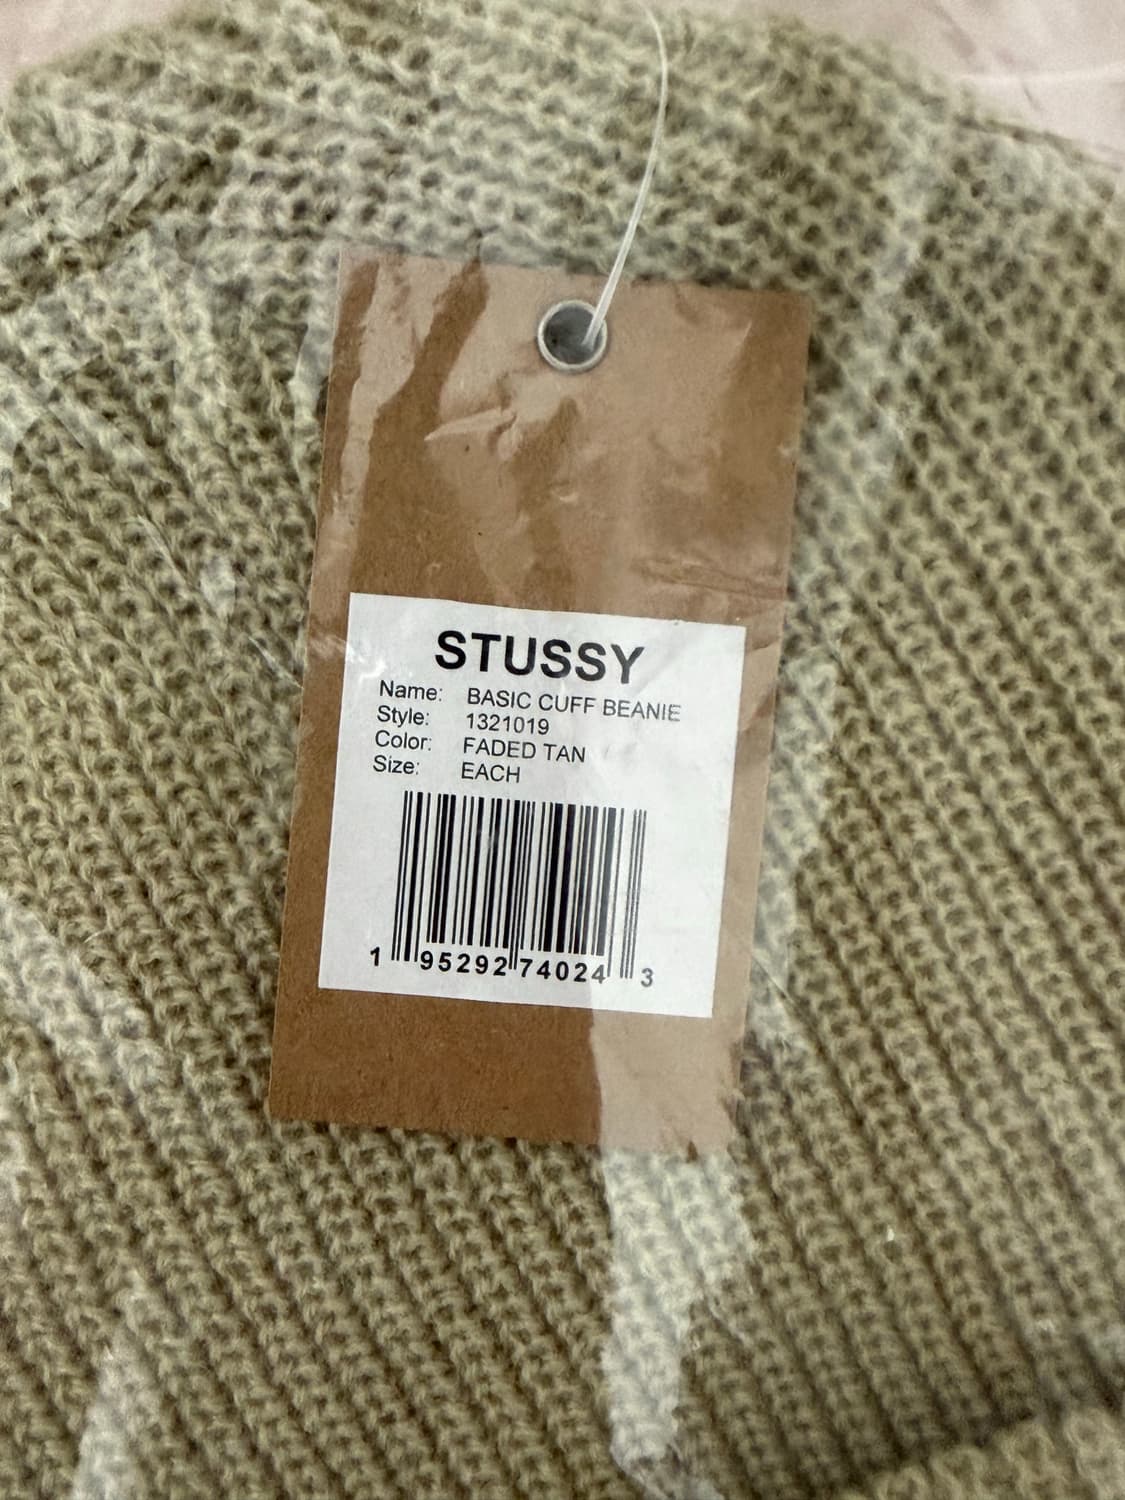 STUSSY
Name: BASIC CUFF BEANIE
Style: 1321019
Color: FADED TAN
Size: EACH
1 95292 74024 3